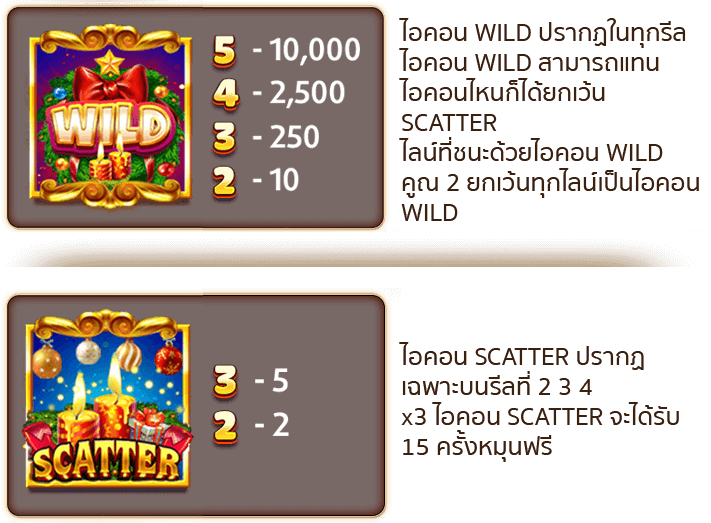 WILD
5 - 10,000
4 - 2,500
3 - 250
2 - 10
ไอคอน WILD ปรากฏในทุกรีล
ไอคอน WILD สามารถแทน
ไอคอนไหนก็ได้ยกเว้น
SCATTER
ไลน์ที่ชนะด้วยไอคอน WILD
คูณ 2 ยกเว้นทุกไลน์เป็นไอคอน
WILD
SCATTER
3 - 5
2 - 2
ไอคอน SCATTER ปรากฏ
เฉพาะบนรีลที่ 2 3 4
x3 ไอคอน SCATTER จะได้รับ
15 ครั้งหมุนฟรี